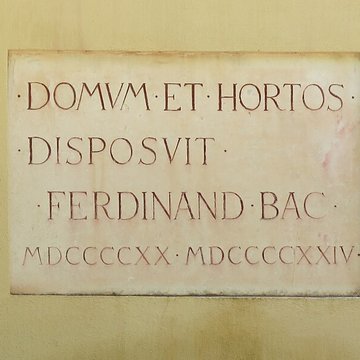 ·DOMVM·ET·HORTOS·
·DISPOSVIT·
·FERDINAND·BAC·
MDCCCCXX·MDCCCCXXIV·